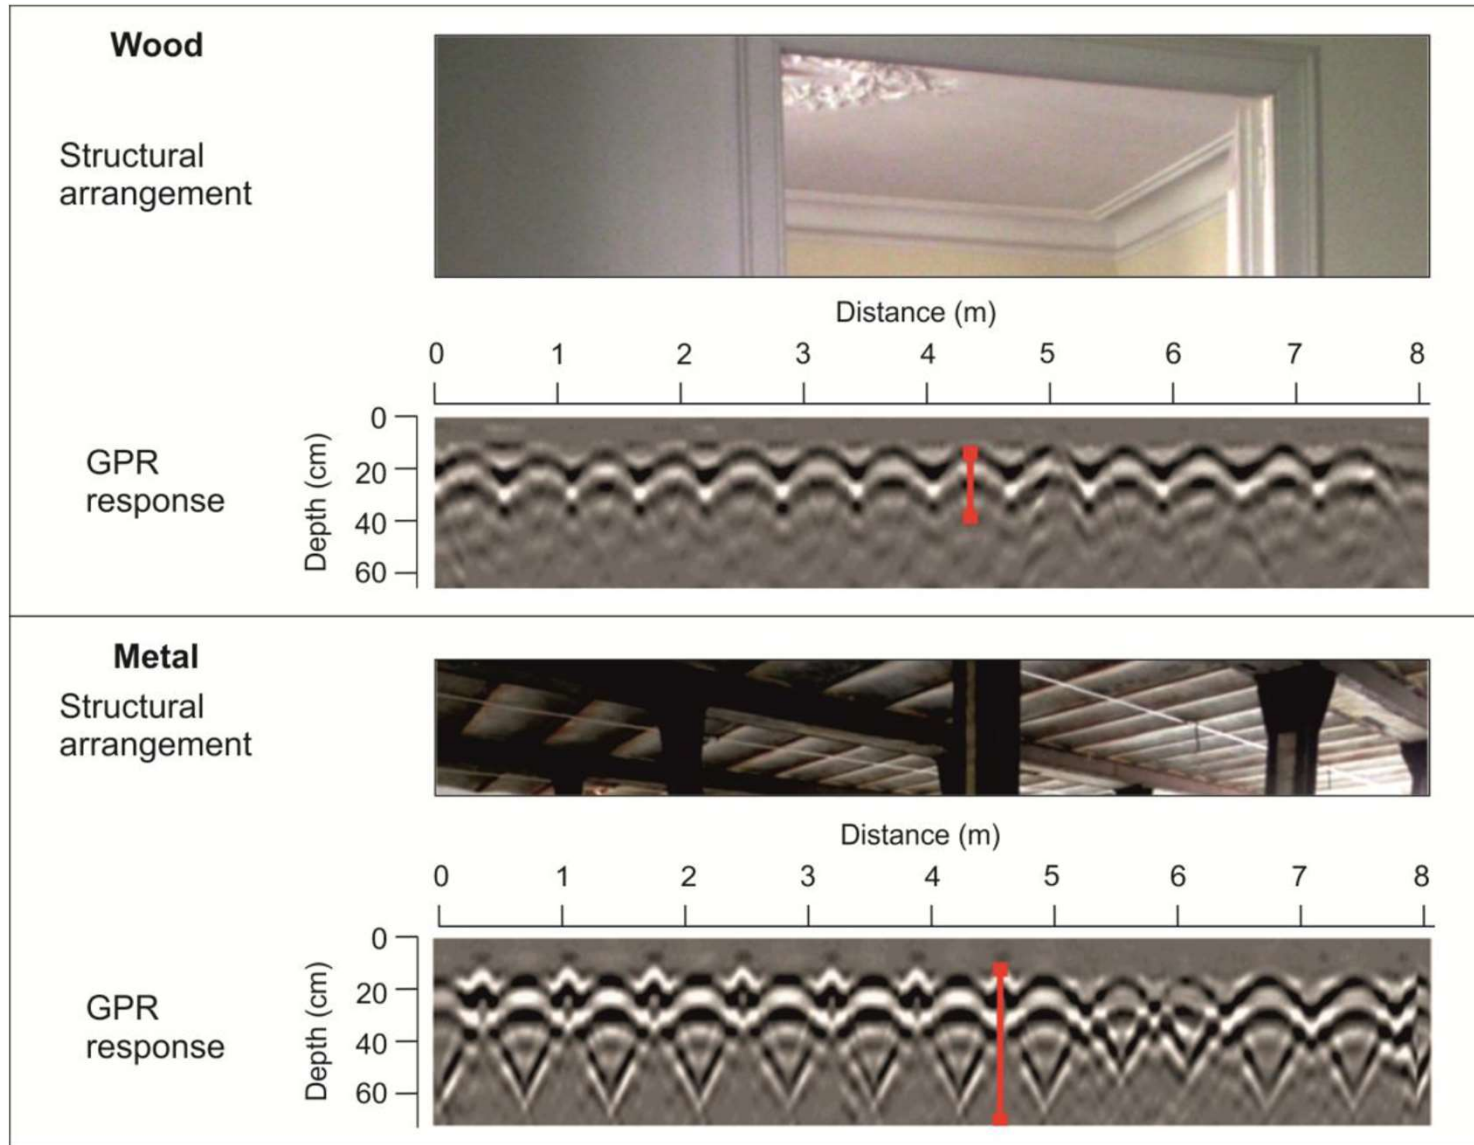 Wood
Structural
arrangement
Distance (m)
0 1 2 3 4 5 6 7 8
GPR
response
Depth (cm)
0
20
40
60
Metal
Structural
arrangement
Distance (m)
0 1 2 3 4 5 6 7 8
GPR
response
Depth (cm)
0
20
40
60